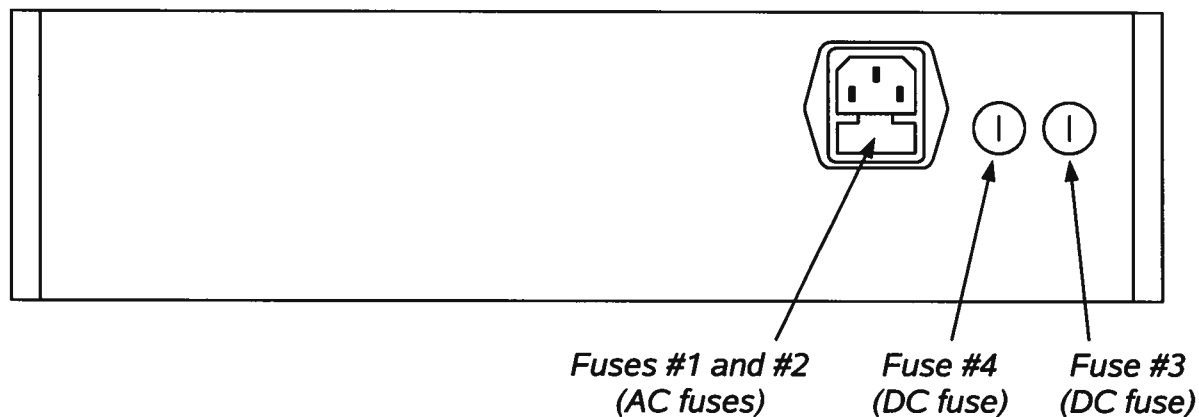 Fuses #1 and #2
(AC fuses)
Fuse #4
(DC fuse)
Fuse #3
(DC fuse)